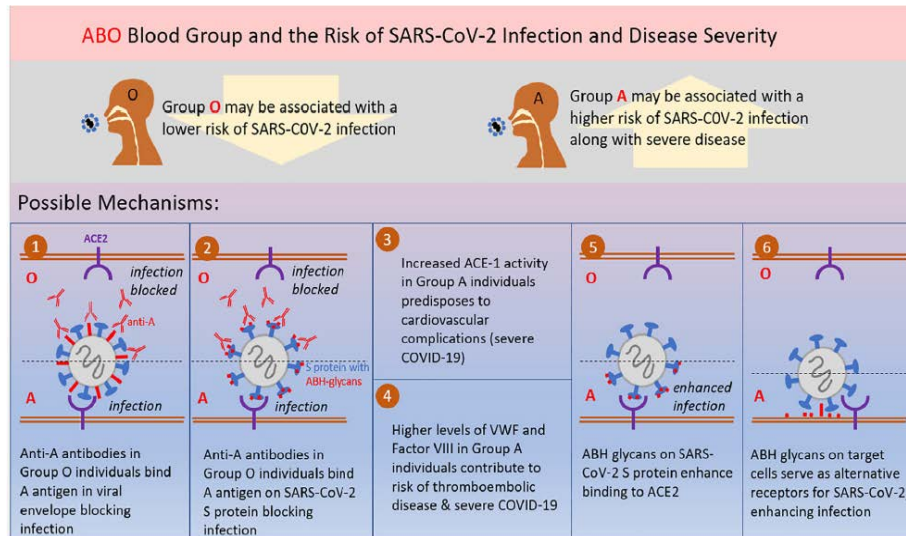 ABO Blood Group and the Risk of SARS-CoV-2 Infection and Disease Severity
O
Group O may be associated with a
lower risk of SARS-COV-2 infection
A
Group A may be associated with a
higher risk of SARS-COV-2 infection
along with severe disease
Possible Mechanisms:
1
ACE2
O
infection
blocked
anti-A
A
infection
Anti-A antibodies in
Group O individuals bind
A antigen in viral
envelope blocking
infection
2
O
infection
blocked
S protein with
ABH-glycans
A
infection
Anti-A antibodies in
Group O individuals bind
A antigen on SARS-CoV-2
S protein blocking
infection
3
Increased ACE-1 activity
in Group A individuals
predisposes to
cardiovascular
complications (severe
COVID-19)
4
Higher levels of VWF and
Factor VIII in Group A
individuals contribute to
risk of thromboembolic
disease & severe COVID-19
5
O
A
enhanced
infection
ABH glycans on SARS-
CoV-2 S protein enhance
binding to ACE2
6
O
A
ABH glycans on target
cells serve as alternative
receptors for SARS-CoV-2
enhancing infection